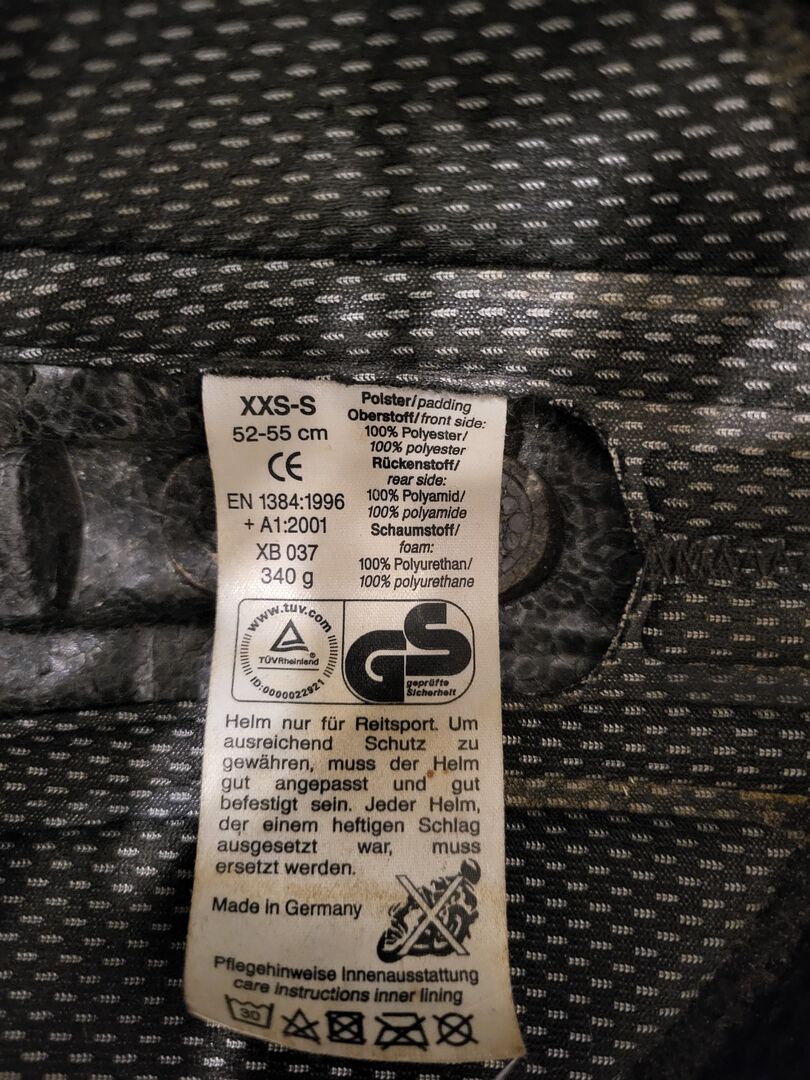 XXS-S
52-55 cm
CE
EN 1384:1996
+ A1:2001
XB 037
340 g
Polster/padding
Oberstoff/front side:
100% Polyester/
100% polyester
Rückenstoff/
rear side:
100% Polyamid/
100% polyamide
Schaumstoff/
foam:
100% Polyurethan/
100% polyurethane
www.tuv.com
TÜVRheinland®
ID:0000022921
GS
geprüfte
Sicherheit
Helm nur für Reitsport. Um
ausreichend Schutz zu
gewähren, muss der Helm
gut angepasst und gut
befestigt sein. Jeder Helm,
der einem heftigen Schlag
ausgesetzt war, muss
ersetzt werden.
Made in Germany
Pflegehinweise Innenausstattung
care instructions inner lining
30